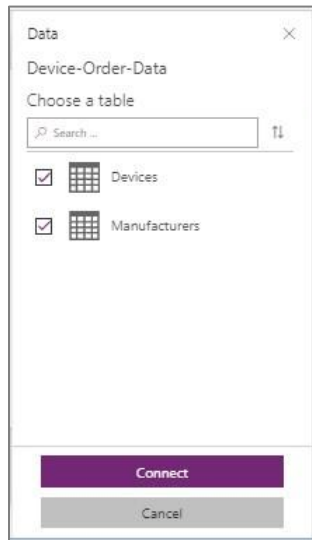 Data
Device-Order-Data
Choose a table
Search ...
Devices
Manufacturers
Connect
Cancel